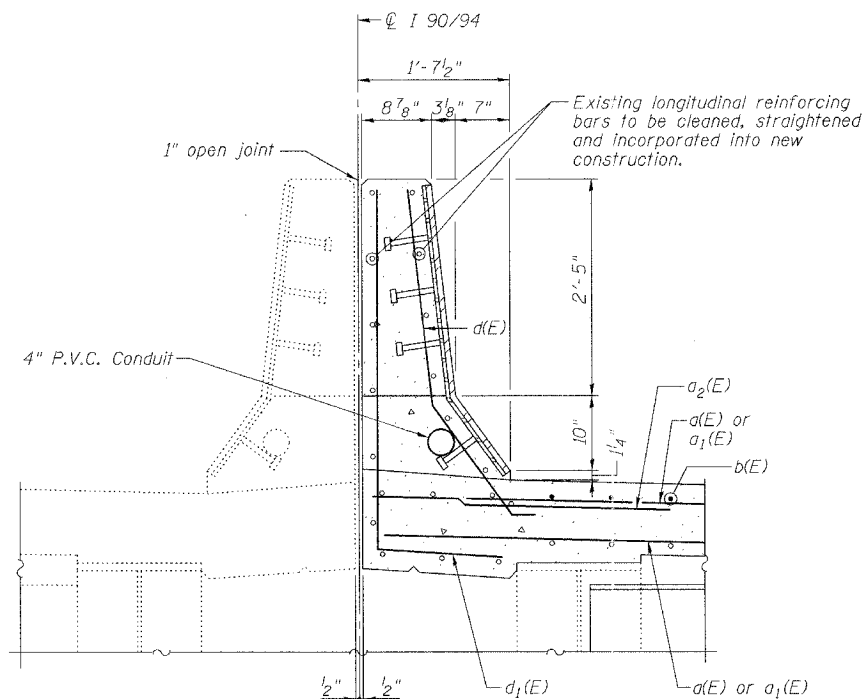 ℄ I 90/94
1'-7½"
8⅞"
3⅛"
7"
Existing longitudinal reinforcing
bars to be cleaned, straightened
and incorporated into new
construction.
1" open joint
2'-5"
d(E)
4" P.V.C. Conduit
a₂(E)
a(E) or
a₁(E)
10"
1¼"
b(E)
½"
½"
d₁(E)
a(E) or a₁(E)